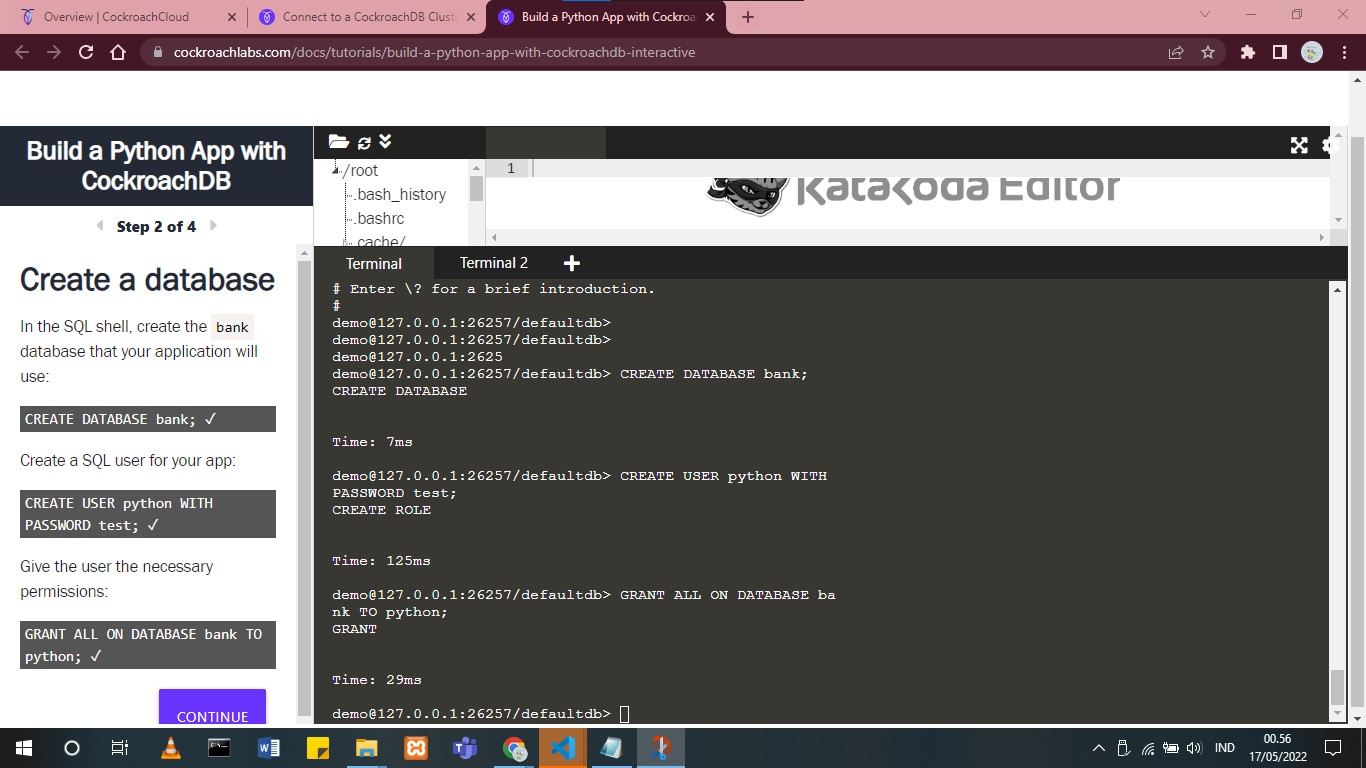 Overview | CockroachCloud
Connect to a CockroachDB Clust
Build a Python App with Cockroa
cockroachlabs.com/docs/tutorials/build-a-python-app-with-cockroachdb-interactive
Build a Python App with
CockroachDB
Step 2 of 4
Create a database
In the SQL shell, create the bank
database that your application will
use:
CREATE DATABASE bank; ✓
Create a SQL user for your app:
CREATE USER python WITH
PASSWORD test; ✓
Give the user the necessary
permissions:
GRANT ALL ON DATABASE bank TO
python; ✓
CONTINUE
/root
.bash_history
.bashrc
.cache/
1
Katakoda Editor
Terminal
Terminal 2
# Enter \? for a brief introduction.
#
demo@127.0.0.1:26257/defaultdb>
demo@127.0.0.1:26257/defaultdb>
demo@127.0.0.1:2625
demo@127.0.0.1:26257/defaultdb> CREATE DATABASE bank;
CREATE DATABASE
Time: 7ms
demo@127.0.0.1:26257/defaultdb> CREATE USER python WITH
PASSWORD test;
CREATE ROLE
Time: 125ms
demo@127.0.0.1:26257/defaultdb> GRANT ALL ON DATABASE ba
nk TO python;
GRANT
Time: 29ms
demo@127.0.0.1:26257/defaultdb>
IND
00.56
17/05/2022